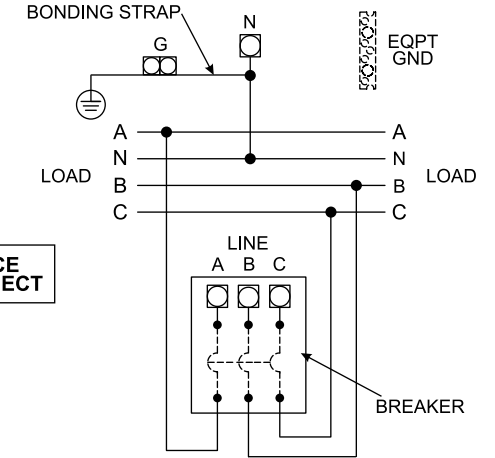 BONDING STRAP
N
G
EQPT
GND
A A
N N
LOAD B B LOAD
C C
LINE
A B C
BREAKER